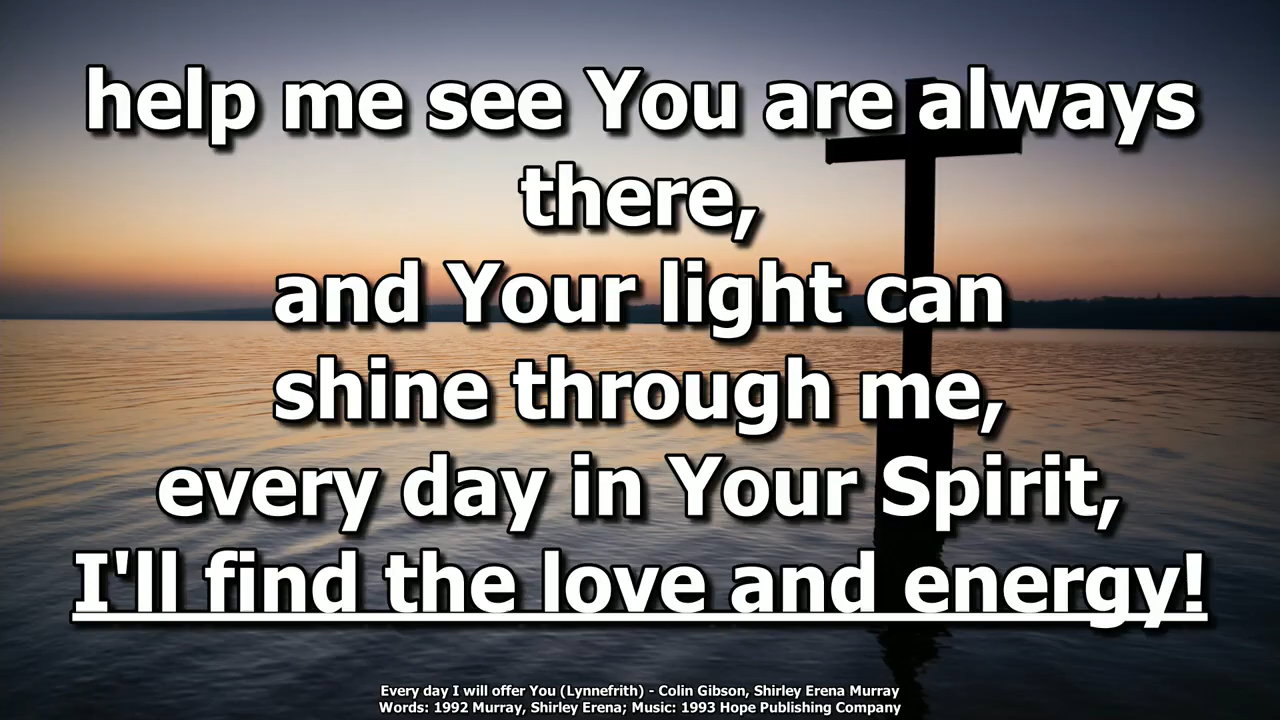 help me see You are always
there,
and Your light can
shine through me,
every day in Your Spirit,
I'll find the love and energy!
Every day I will offer You (Lynnefrith) - Colin Gibson, Shirley Erena Murray
Words: 1992 Murray, Shirley Erena; Music: 1993 Hope Publishing Company